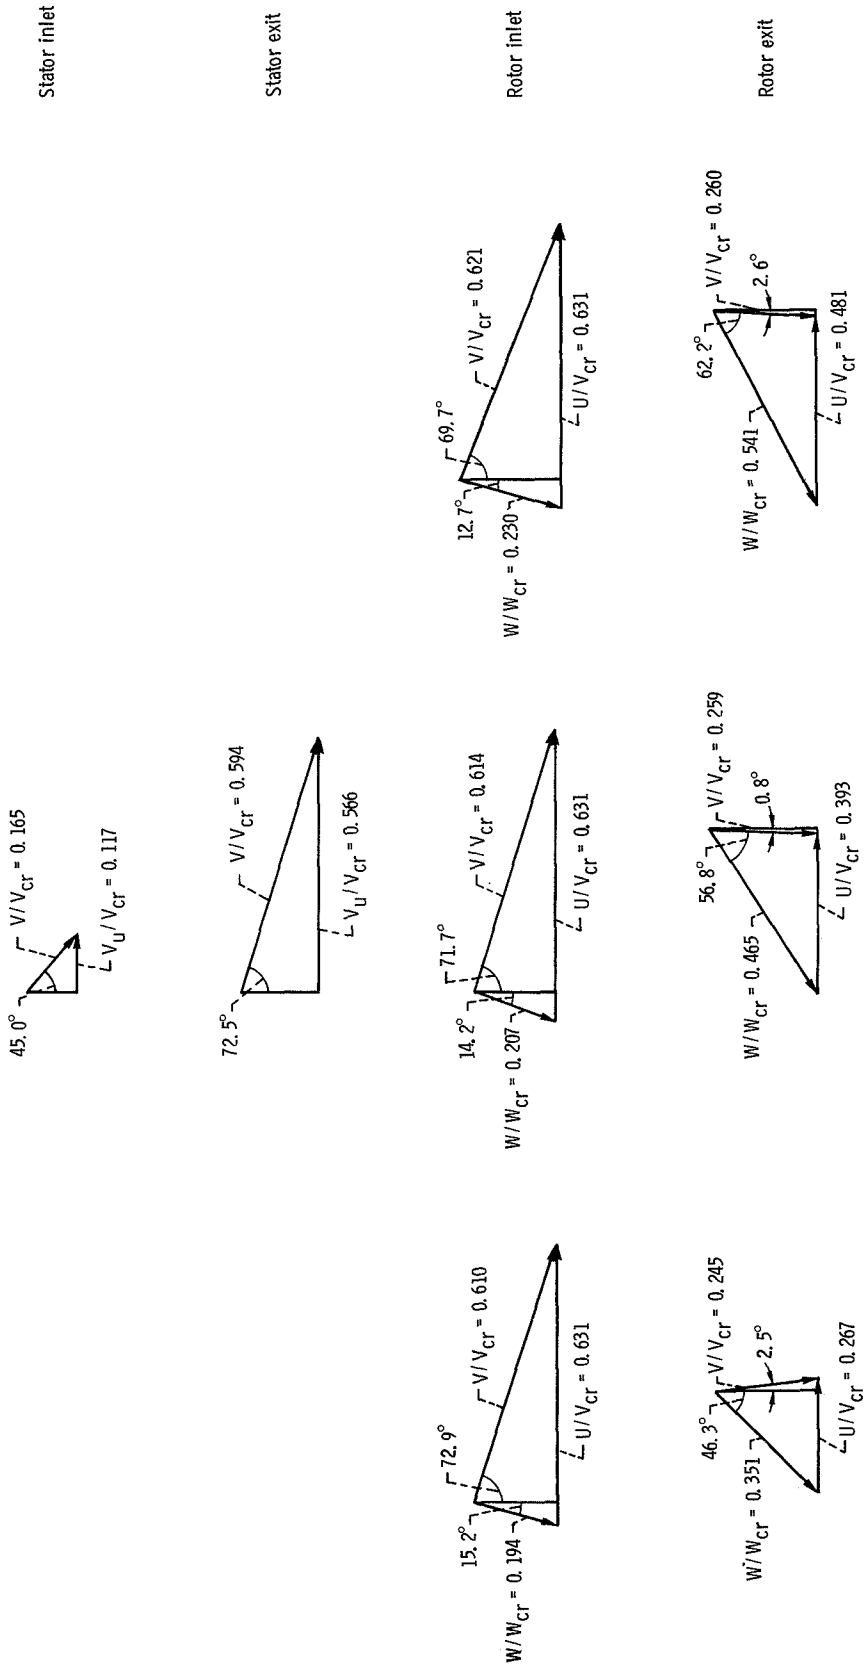 45.0°
V/Vcr = 0.165
Vu/Vcr = 0.117
Stator inlet
72.5°
V/Vcr = 0.594
Vu/Vcr = 0.566
Stator exit
15.2°
72.9°
V/Vcr = 0.610
W/Wcr = 0.194
U/Vcr = 0.631
14.2°
71.7°
V/Vcr = 0.614
W/Wcr = 0.207
U/Vcr = 0.631
12.7°
69.7°
V/Vcr = 0.621
W/Wcr = 0.230
U/Vcr = 0.631
Rotor inlet
46.3°
V/Vcr = 0.245
2.5°
W/Wcr = 0.351
U/Vcr = 0.267
56.8°
V/Vcr = 0.259
0.8°
W/Wcr = 0.465
U/Vcr = 0.393
62.2°
V/Vcr = 0.260
2.6°
W/Wcr = 0.541
U/Vcr = 0.481
Rotor exit